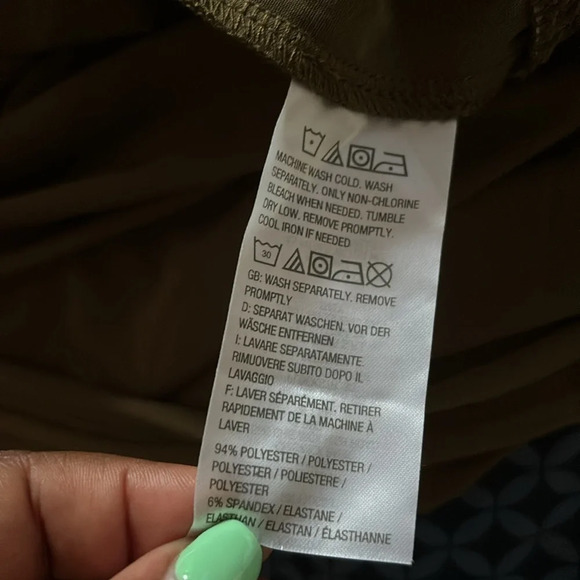 MACHINE WASH COLD. WASH
SEPARATELY. ONLY NON-CHLORINE
BLEACH WHEN NEEDED. TUMBLE
DRY LOW. REMOVE PROMPTLY.
COOL IRON IF NEEDED
30
GB: WASH SEPARATELY. REMOVE
PROMPTLY
D: SEPARAT WASCHEN. VOR DER
WÄSCHE ENTFERNEN
I: LAVARE SEPARATAMENTE.
RIMUOVERE SUBITO DOPO IL
LAVAGGIO
F: LAVER SÉPARÉMENT. RETIRER
RAPIDEMENT DE LA MACHINE À
LAVER
94% POLYESTER / POLYESTER /
POLYESTER / POLIESTERE /
POLYESTER
6% SPANDEX / ELASTANE /
ELASTHAN / ELASTAN / ÉLASTHANNE